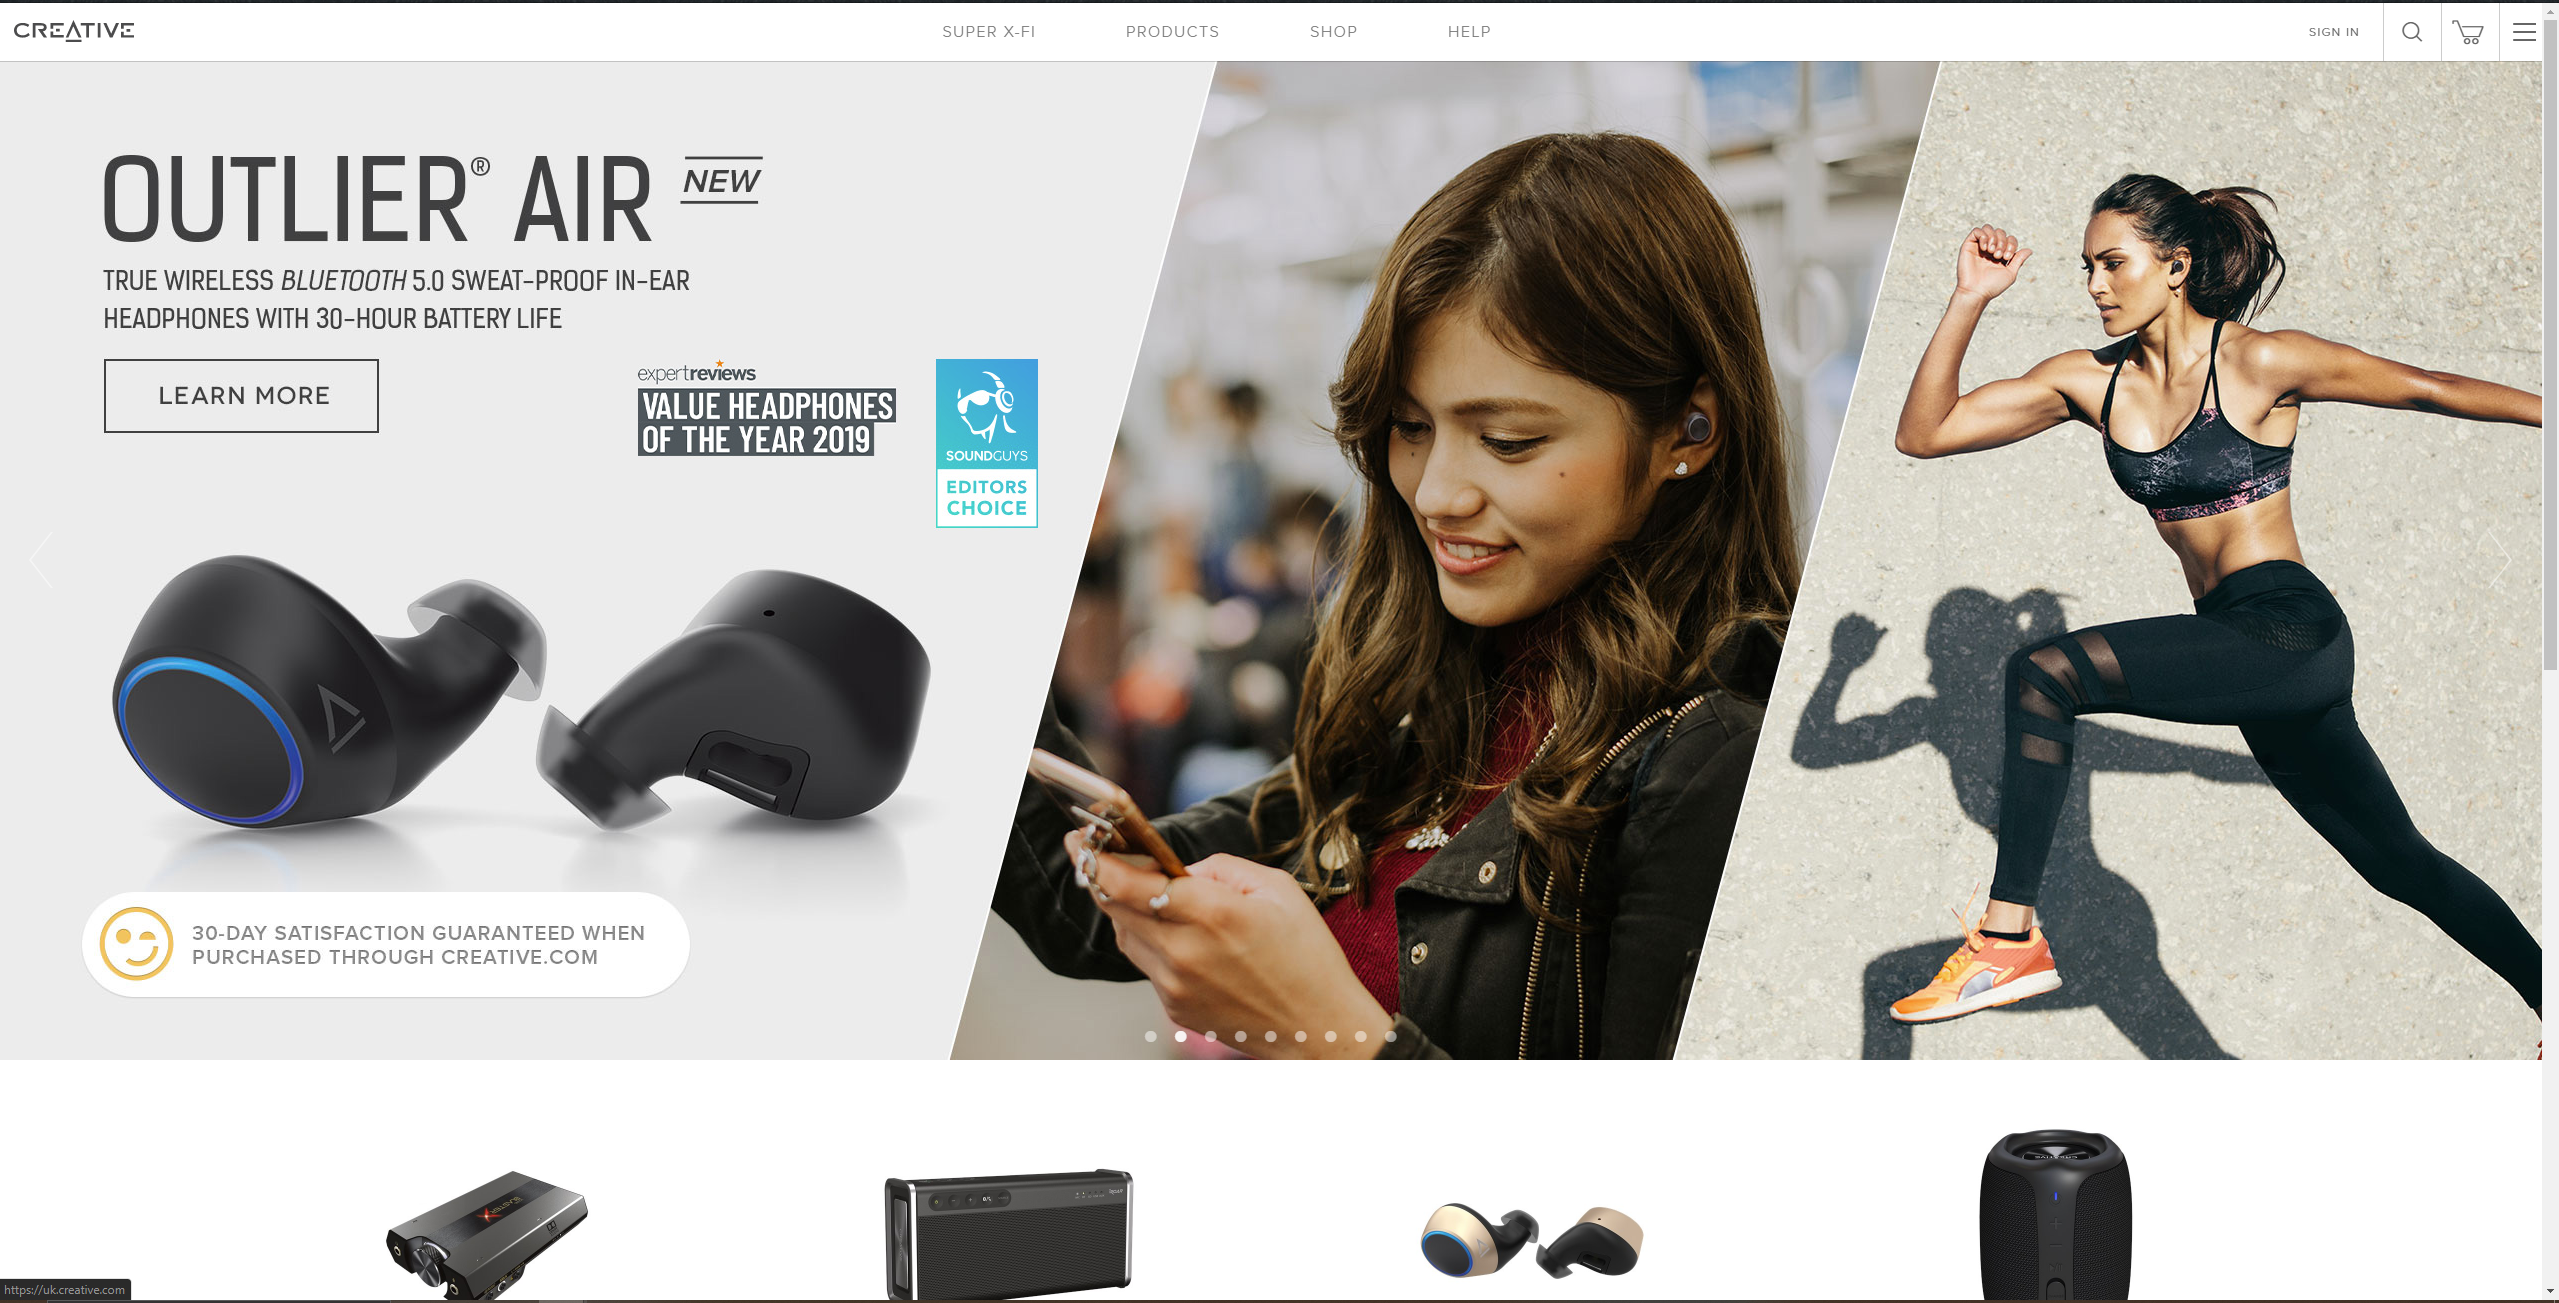 CREATIVE
SUPER X-FI
PRODUCTS
SHOP
HELP
SIGN IN
OUTLIER® AIR
NEW
TRUE WIRELESS BLUETOOTH 5.0 SWEAT-PROOF IN-EAR
HEADPHONES WITH 30-HOUR BATTERY LIFE
LEARN MORE
expertreviews
VALUE HEADPHONES
OF THE YEAR 2019
SOUNDGUYS
EDITORS
CHOICE
30-DAY SATISFACTION GUARANTEED WHEN
PURCHASED THROUGH CREATIVE.COM
CREATIVE
https://uk.creative.com